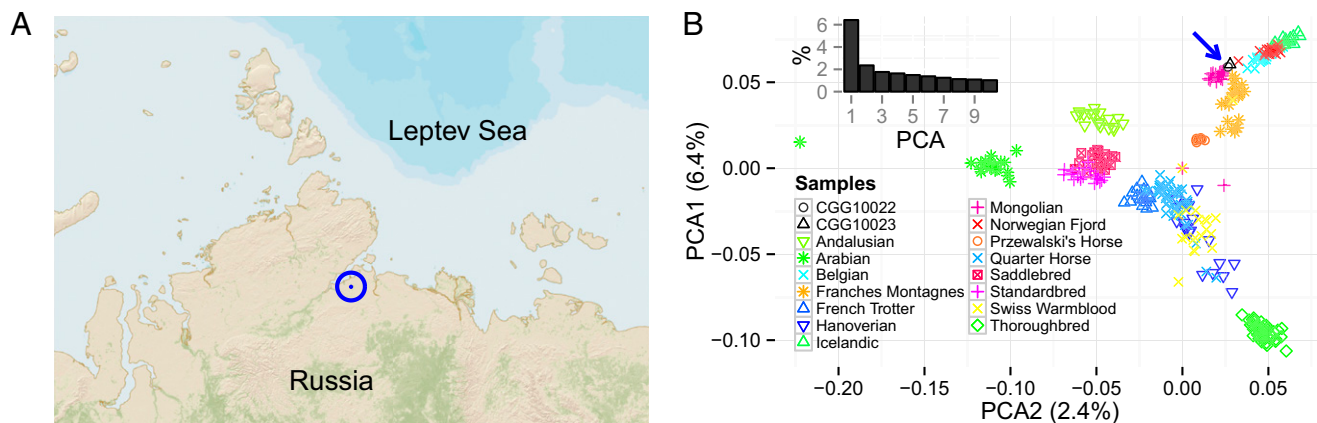 A
Leptev Sea
Russia
B
%
6
4
2
0
1 3 5 7 9
PCA
PCA1 (6.4%)
0.05
0.00
−0.05
−0.10
Samples
CGG10022
CGG10023
Andalusian
Arabian
Belgian
Franches Montagnes
French Trotter
Hanoverian
Icelandic
Mongolian
Norwegian Fjord
Przewalski's Horse
Quarter Horse
Saddlebred
Standardbred
Swiss Warmblood
Thoroughbred
−0.20 −0.15 −0.10 −0.05 0.00 0.05
PCA2 (2.4%)